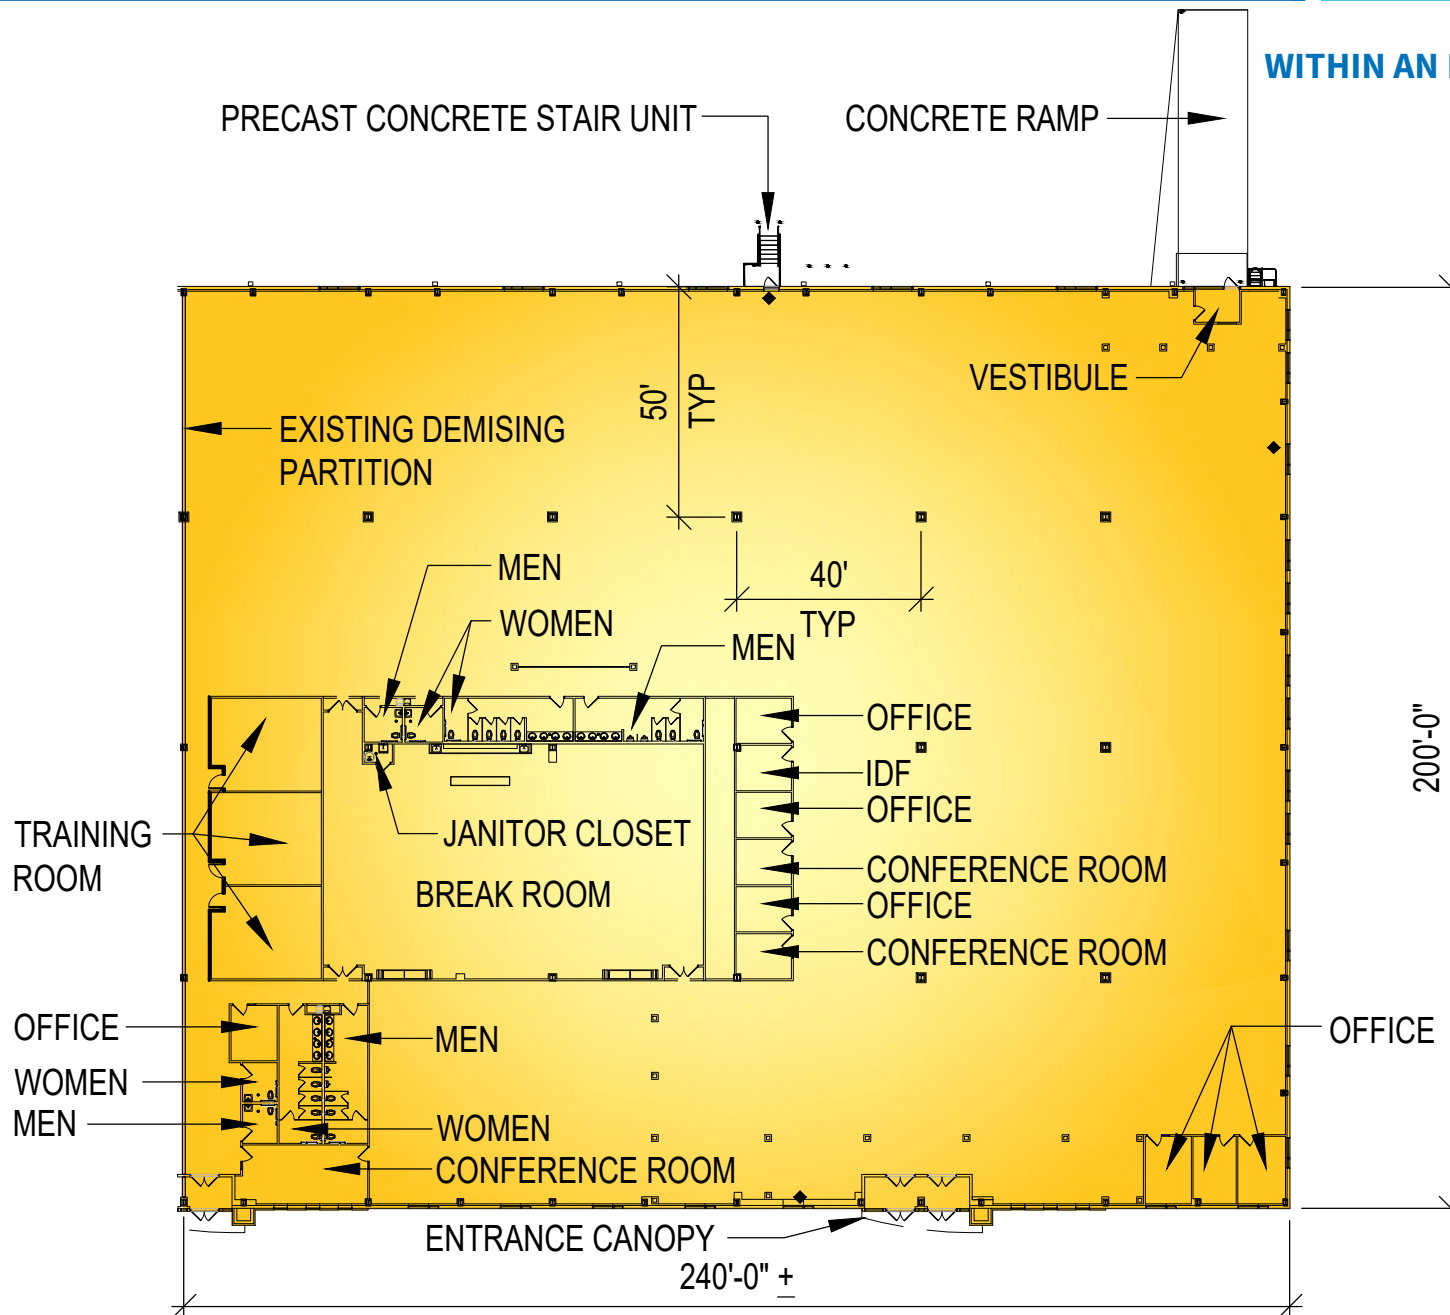 WITHIN AN
PRECAST CONCRETE STAIR UNIT
CONCRETE RAMP
VESTIBULE
50'
TYP
EXISTING DEMISING
PARTITION
40'
TYP
MEN
WOMEN
MEN
OFFICE
IDF
OFFICE
200'-0"
TRAINING
ROOM
JANITOR CLOSET
BREAK ROOM
CONFERENCE ROOM
OFFICE
CONFERENCE ROOM
OFFICE
MEN
OFFICE
WOMEN
MEN
WOMEN
CONFERENCE ROOM
ENTRANCE CANOPY
240'-0" ±